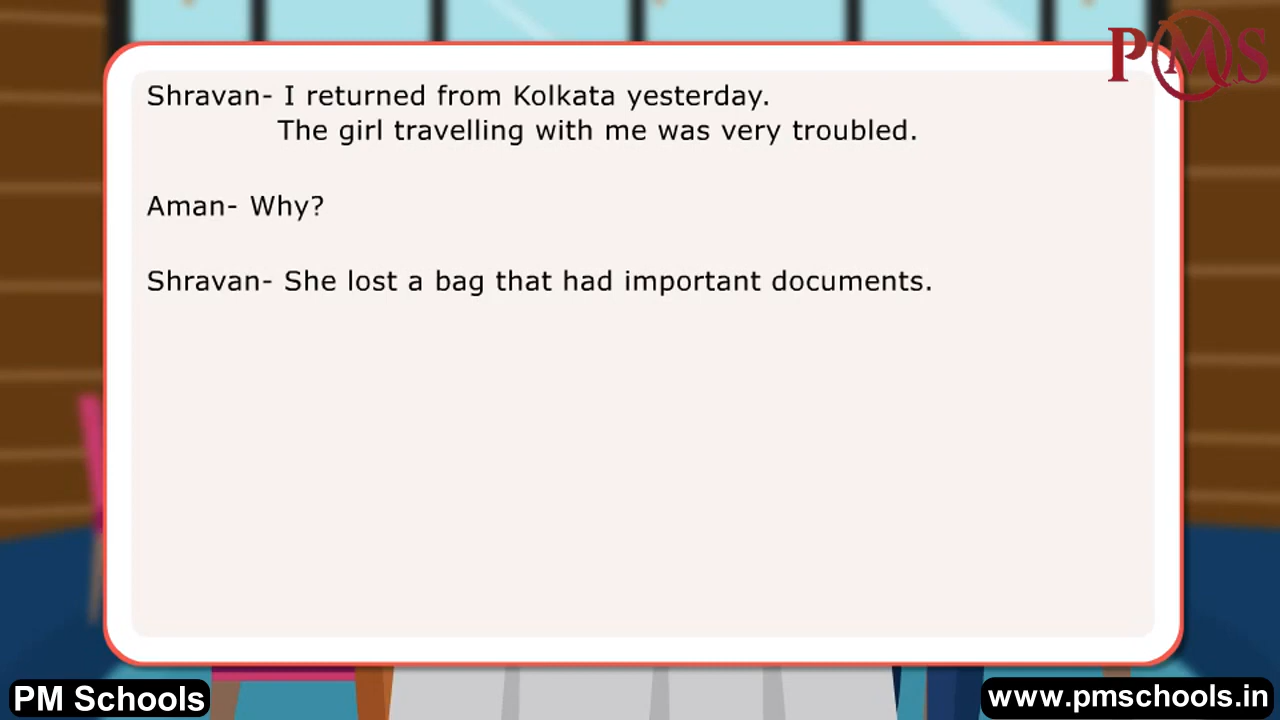 PMS
Shravan- I returned from Kolkata yesterday.
The girl travelling with me was very troubled.
Aman- Why?
Shravan- She lost a bag that had important documents.
PM Schools
www.pmschools.in